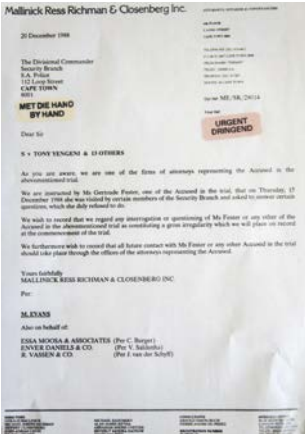 Mallinick Ress Richman & Closenberg Inc.
20 December 1988
The Divisional Commander
Security Branch
S.A. Police
112 Loop Street
CAPE TOWN
8001
MET DIE HAND
BY HAND
URGENT
DRINGEND
Dear Sir
S v TONY YENGENI & 13 OTHERS
As you are aware, we are one of the firms of attorneys representing the Accused in the
abovementioned trial.
We are instructed by Ms Gertrude Fester, one of the Accused in the trial, that on Thursday, 15
December 1988 she was visited by certain members of the Security Branch and asked to answer certain
questions, which she duly refused to do.
We wish to record that we regard any interrogation or questioning of Ms Fester or any other of the
Accused in the abovementioned trial as constituting a gross irregularity which we will place on record
at the commencement of the trial.
We furthermore wish to record that all future contact with Ms Fester or any other Accused in the trial
should take place through the offices of the attorneys representing the Accused.
Yours faithfully
MALLINICK RESS RICHMAN & CLOSENBERG INC
Per:
M. EVANS
Also on behalf of:
ESSA MOOSA & ASSOCIATES (Per C. Burger)
ENVER DANIELS & CO. (Per V. Saldanha)
R. VASSEN & CO. (Per J. van der Schyff)